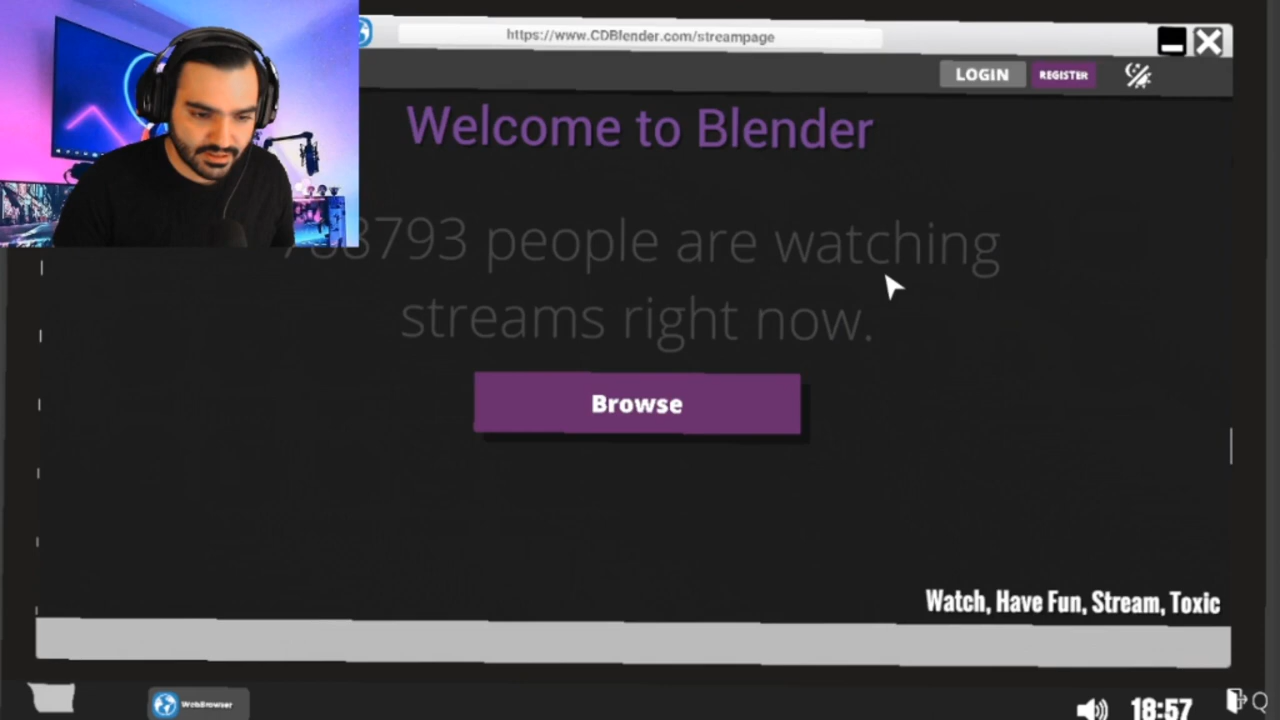 https://www.CDBlender.com/streampage
LOGIN
REGISTER
Welcome to Blender
people are watching
streams right now.
Browse
Watch, Have Fun, Stream, Toxic
WebBrowser
18:57
Q